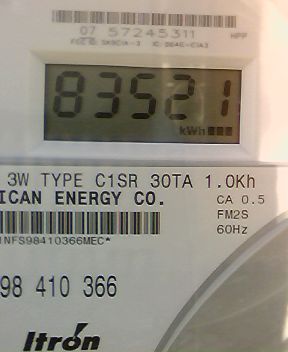 07 57245311 HPP
83521
kWh
3W TYPE C1SR 30TA 1.0Kh
ICAN ENERGY CO. CA 0.5
FM2S
60Hz
INFS98410366MEC*
98 410 366
Itron